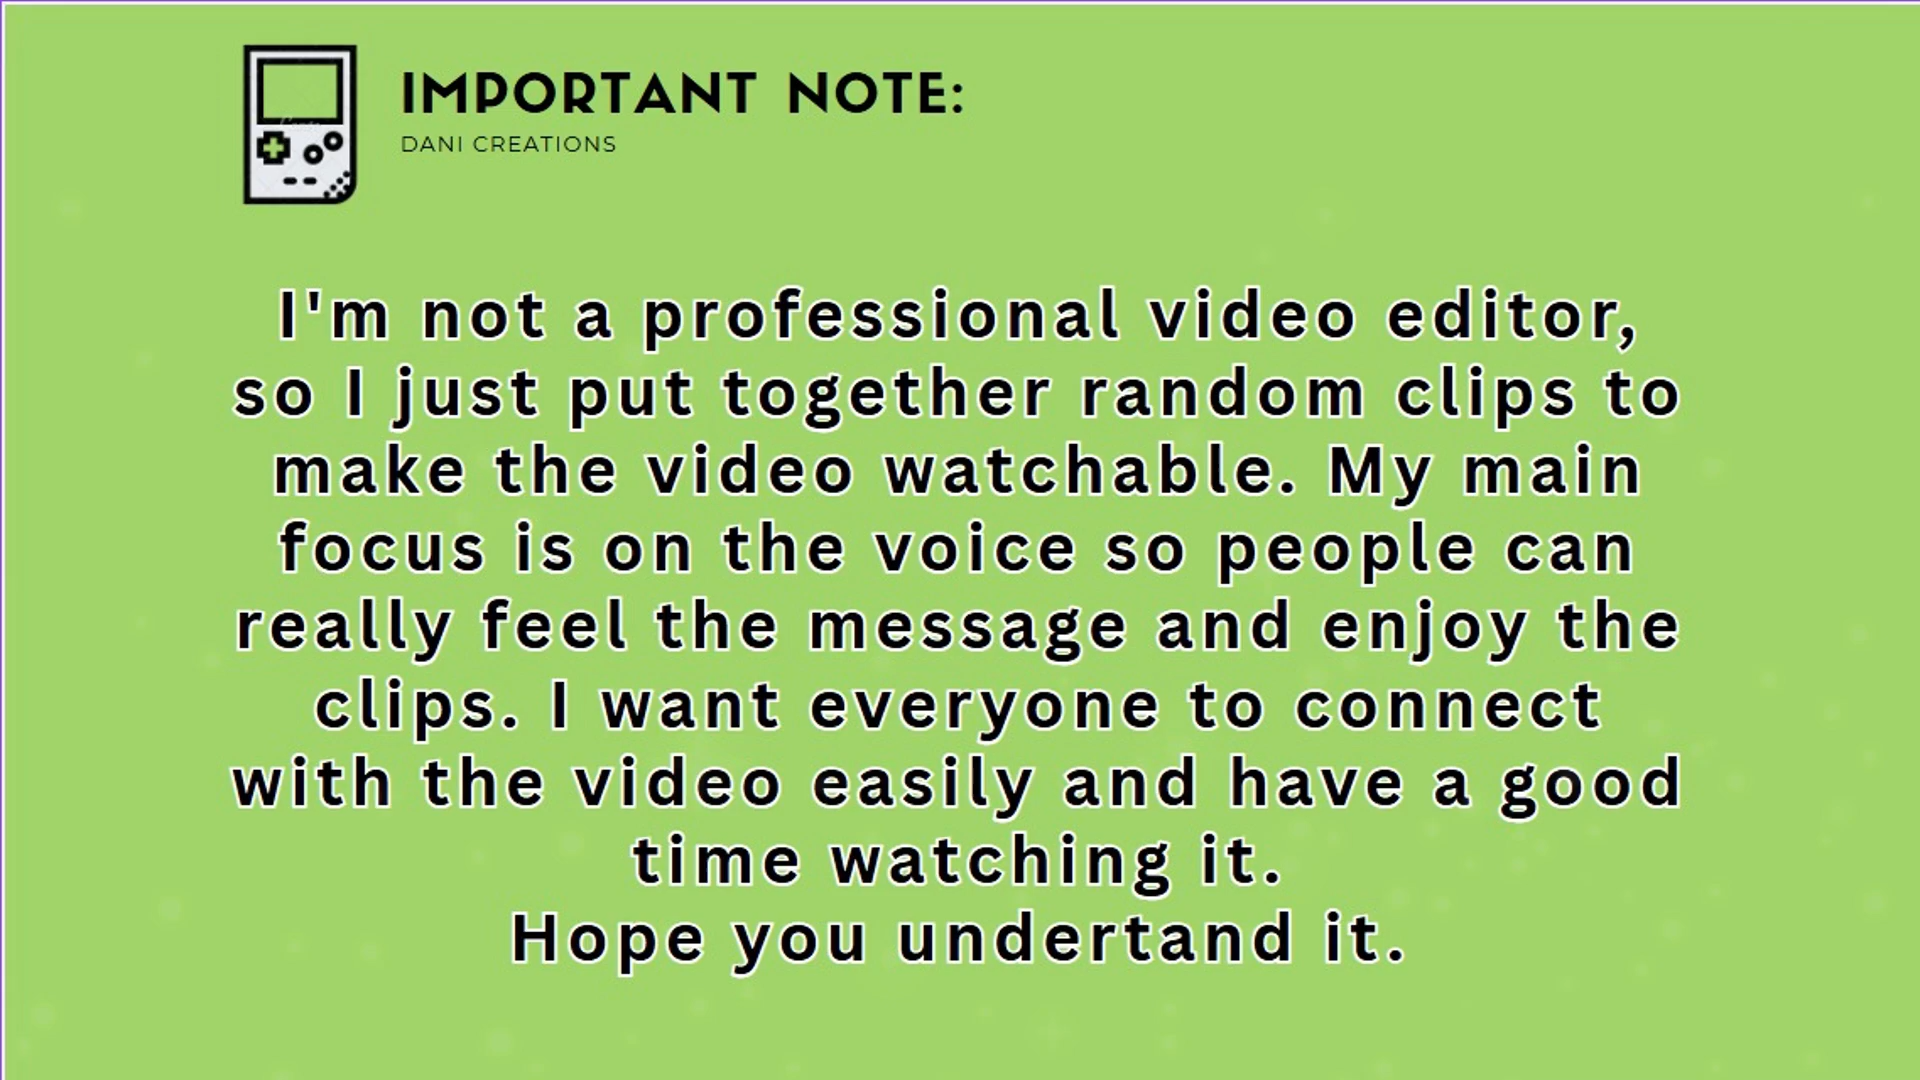 IMPORTANT NOTE:
DANI CREATIONS
I'm not a professional video editor,
so I just put together random clips to
make the video watchable. My main
focus is on the voice so people can
really feel the message and enjoy the
clips. I want everyone to connect
with the video easily and have a good
time watching it.
Hope you undertand it.